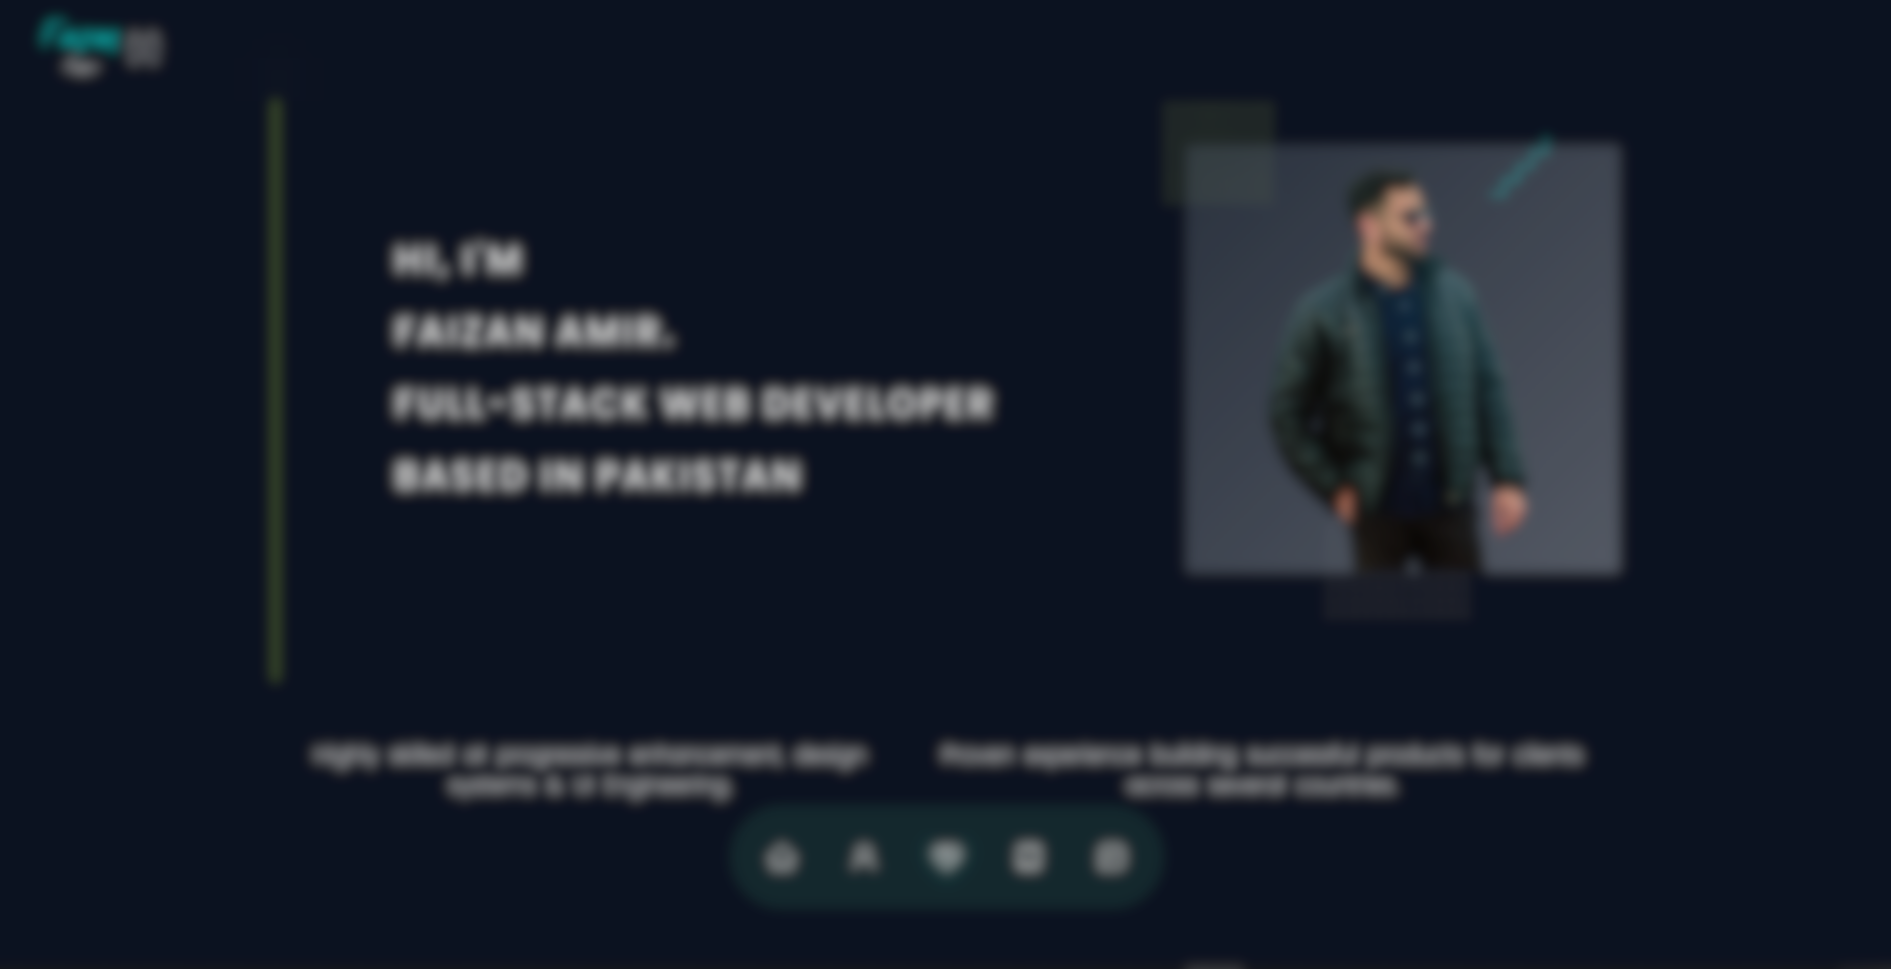 HI, I'M
FAIZAN AMIR.
FULL-STACK WEB DEVELOPER
BASED IN PAKISTAN
Highly skilled at progressive enhancement, design
systems & UI Engineering.
Proven experience building successful products for clients
across several countries.